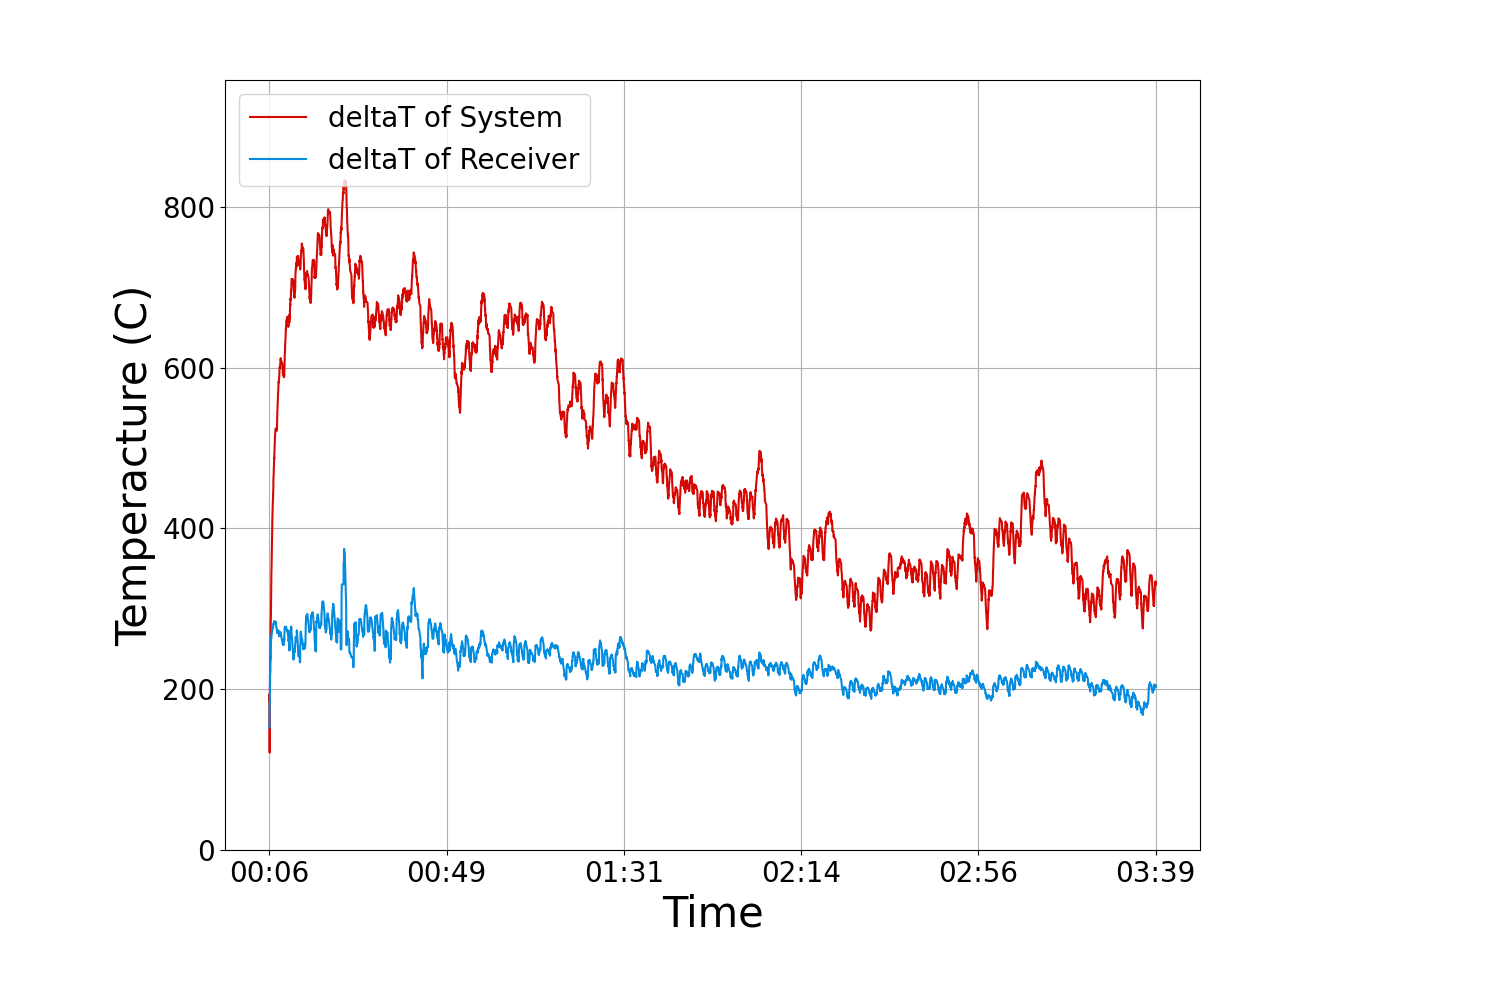 deltaT of System
deltaT of Receiver
Temperacture (C)
800
600
400
200
0
00:06 00:49 01:31 02:14 02:56 03:39
Time